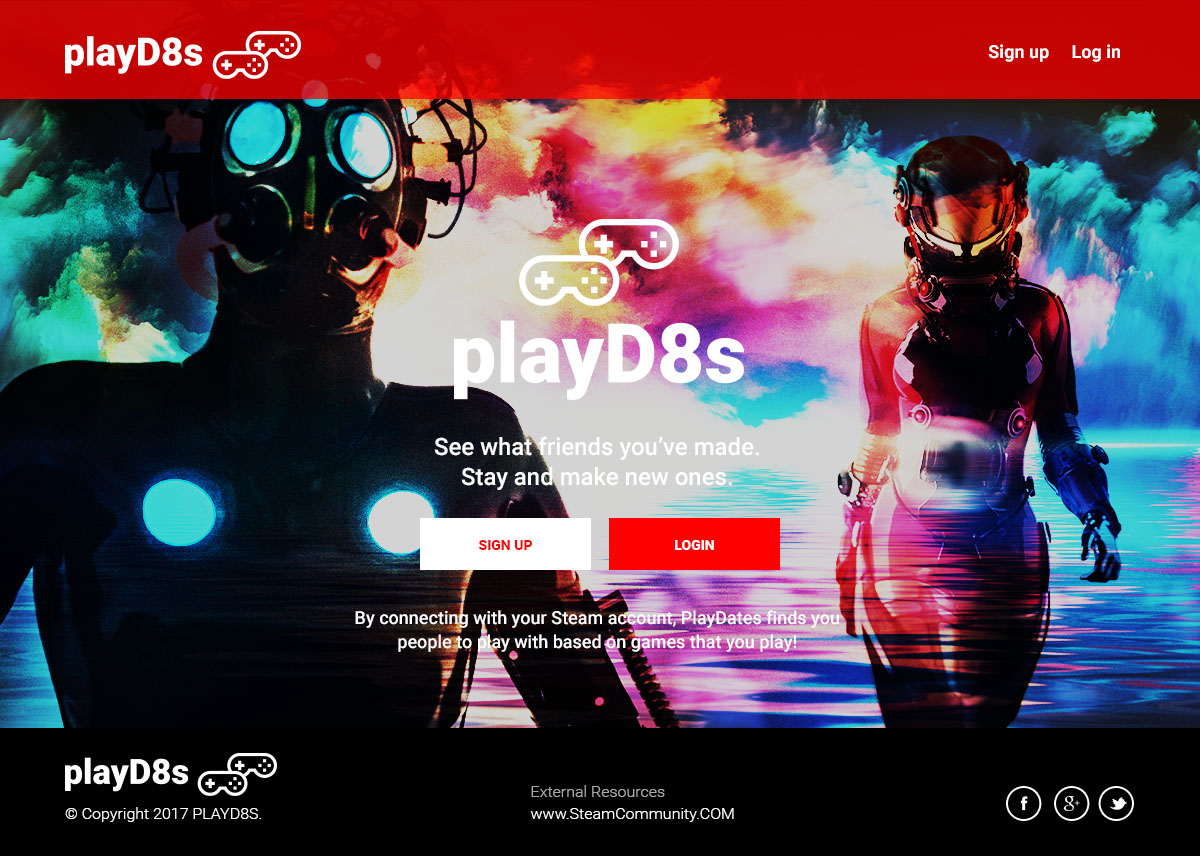 playD8s
Sign up Log in
playD8s
See what friends you’ve made.
Stay and make new ones.
SIGN UP LOGIN
By connecting with your Steam account, PlayDates finds you
people to play with based on games that you play!
playD8s
© Copyright 2017 PLAYD8S.
External Resources
www.SteamCommunity.COM
f g+